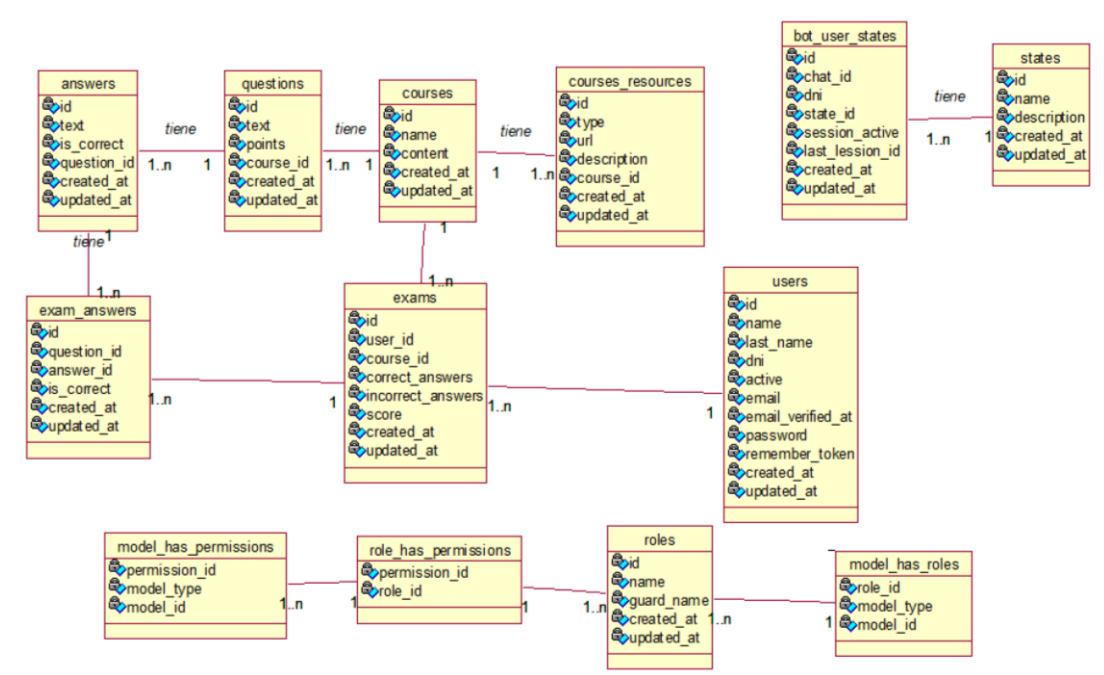 bot_user_states
id
chat_id
dni
state_id
session_active
last_lession_id
created_at
updated_at
states
id
name
description
created_at
updated_at
tiene
1..n
1
answers
id
text
is_correct
question_id
created_at
updated_at
tiene
1..n
1
questions
id
text
points
course_id
created_at
updated_at
tiene
1..n
1
courses
id
name
content
created_at
updated_at
tiene
1
1..n
courses_resources
id
type
url
description
course_id
created_at
updated_at
tiene
1
1..n
1
1..n
exam_answers
id
question_id
answer_id
is_correct
created_at
updated_at
1..n
1
exams
id
user_id
course_id
correct_answers
incorrect_answers
score
created_at
updated_at
1..n
1
users
id
name
last_name
dni
active
email
email_verified_at
password
remember_token
created_at
updated_at
model_has_permissions
permission_id
model_type
model_id
1..n
1
role_has_permissions
permission_id
role_id
1
1..n
roles
id
name
guard_name
created_at
updated_at
1..n
1
model_has_roles
role_id
model_type
model_id